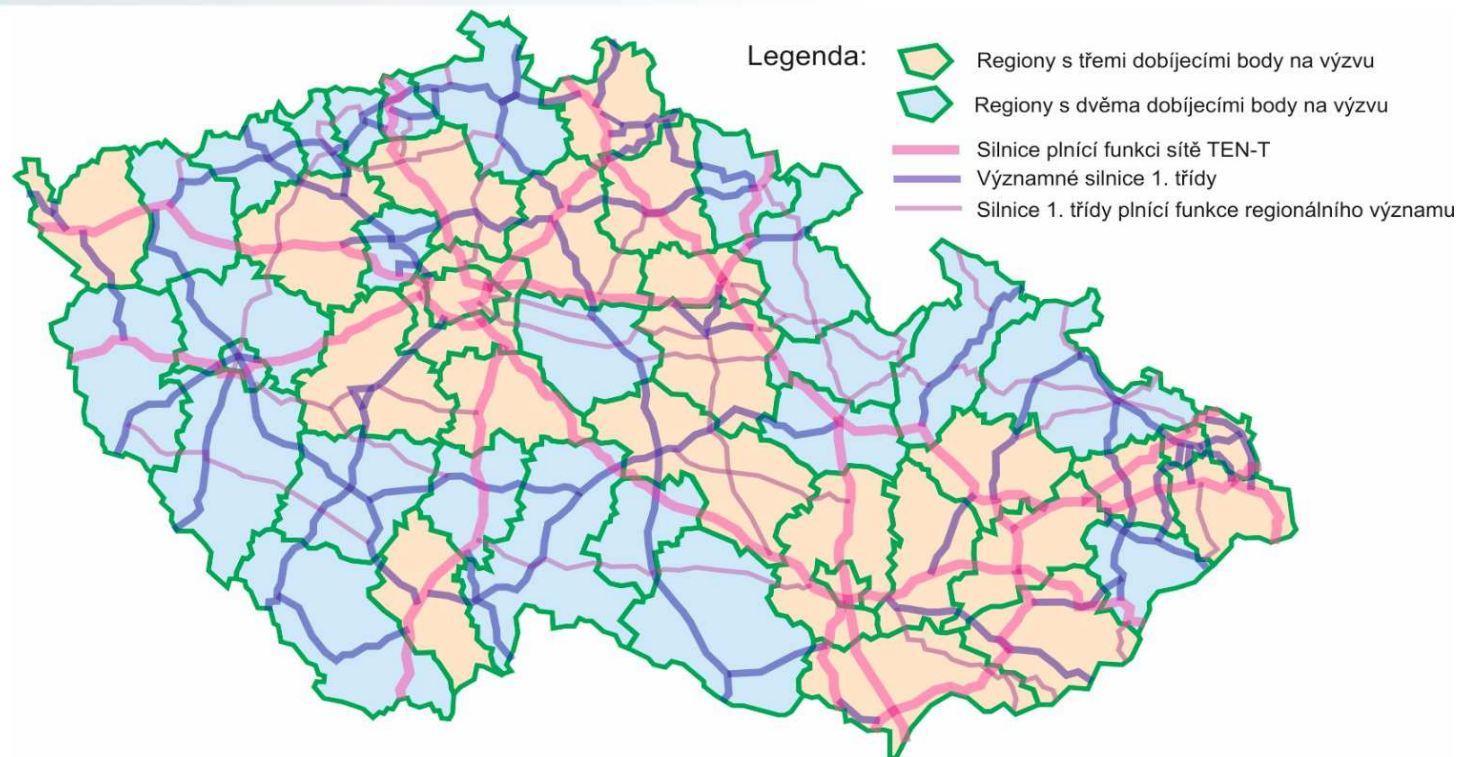 Legenda:
Regiony s třemi dobíjecími body na výzvu
Regiony s dvěma dobíjecími body na výzvu
Silnice plnící funkci sítě TEN-T
Významné silnice 1. třídy
Silnice 1. třídy plnící funkce regionálního významu